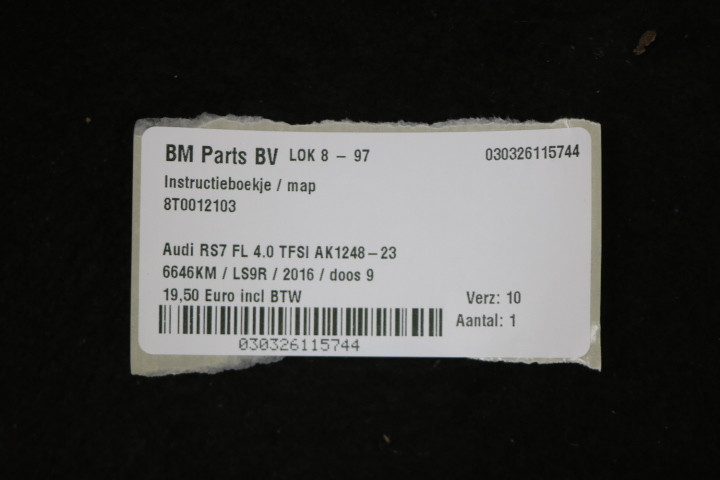 BM Parts BV LOK 8 - 97 030326115744
Instructieboekje / map
8T0012103
Audi RS7 FL 4.0 TFSI AK1248-23
6646KM / LS9R / 2016 / doos 9
19,50 Euro incl BTW Verz: 10
Aantal: 1
030326115744